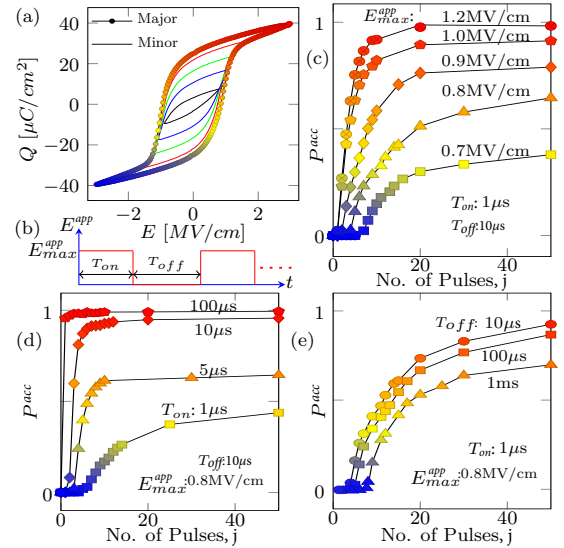 (a)
Major
Minor
40
20
0
−20
−40
Q [μC/cm²]
−2
0
2
E [MV/cm]
(b)
E^app
E^app_max
T_on
T_off
t
(c)
E^app_max:
1.2MV/cm
1.0MV/cm
0.9MV/cm
0.8MV/cm
0.7MV/cm
T_on: 1μs
T_off:10μs
1
0
P^acc
0
20
40
No. of Pulses, j
(d)
100μs
10μs
5μs
T_on: 1μs
T_off:10μs
E^app_max:0.8MV/cm
1
0
P^acc
0
20
40
No. of Pulses, j
(e)
T_off: 10μs
100μs
1ms
T_on: 1μs
E^app_max:0.8MV/cm
1
0
P^acc
0
20
40
No. of Pulses, j